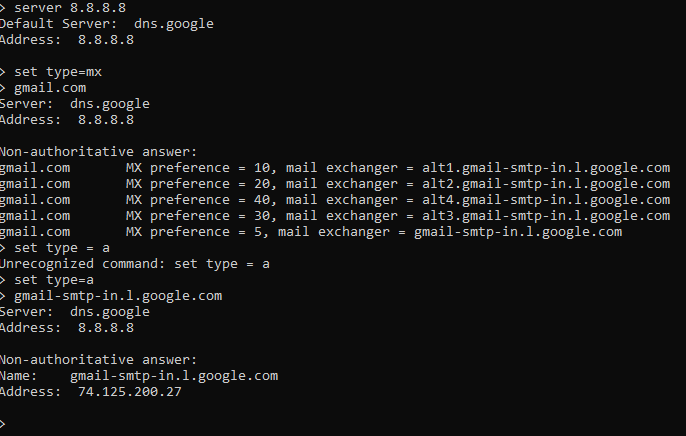 > server 8.8.8.8
Default Server:  dns.google
Address:  8.8.8.8
> set type=mx
> gmail.com
Server:  dns.google
Address:  8.8.8.8
Non-authoritative answer:
gmail.com       MX preference = 10, mail exchanger = alt1.gmail-smtp-in.l.google.com
gmail.com       MX preference = 20, mail exchanger = alt2.gmail-smtp-in.l.google.com
gmail.com       MX preference = 40, mail exchanger = alt4.gmail-smtp-in.l.google.com
gmail.com       MX preference = 30, mail exchanger = alt3.gmail-smtp-in.l.google.com
gmail.com       MX preference = 5, mail exchanger = gmail-smtp-in.l.google.com
> set type = a
Unrecognized command: set type = a
> set type=a
> gmail-smtp-in.l.google.com
Server:  dns.google
Address:  8.8.8.8
Non-authoritative answer:
Name:    gmail-smtp-in.l.google.com
Address:  74.125.200.27
>